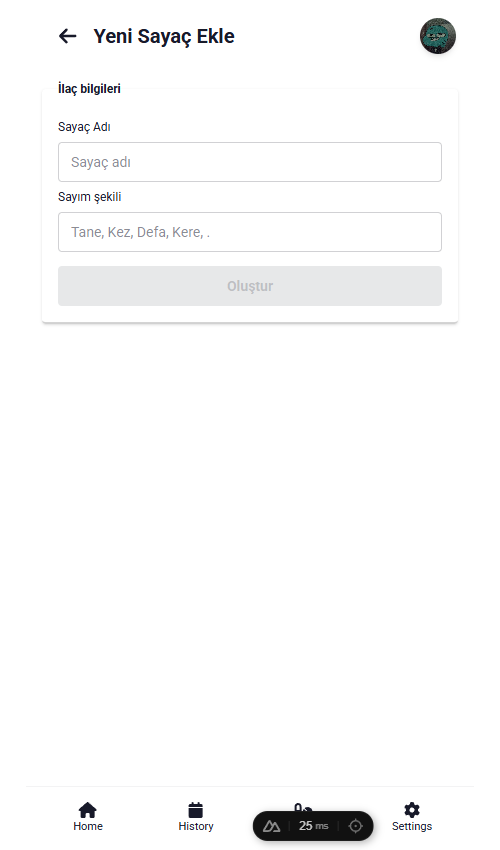 Yeni Sayaç Ekle
İlaç bilgileri
Sayaç Adı
Sayaç adı
Sayım şekili
Tane, Kez, Defa, Kere, .
Oluştur
Home
History
25 ms
Settings